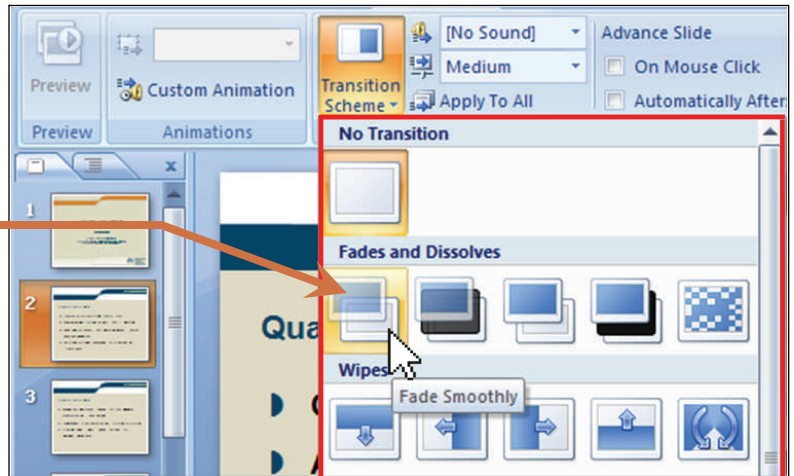 [No Sound]
Advance Slide
Medium
On Mouse Click
Preview
Custom Animation
Transition
Scheme
Apply To All
Automatically After
Preview
Animations
No Transition
1
Fades and Dissolves
2
Qua
Wipes
Fade Smoothly
3